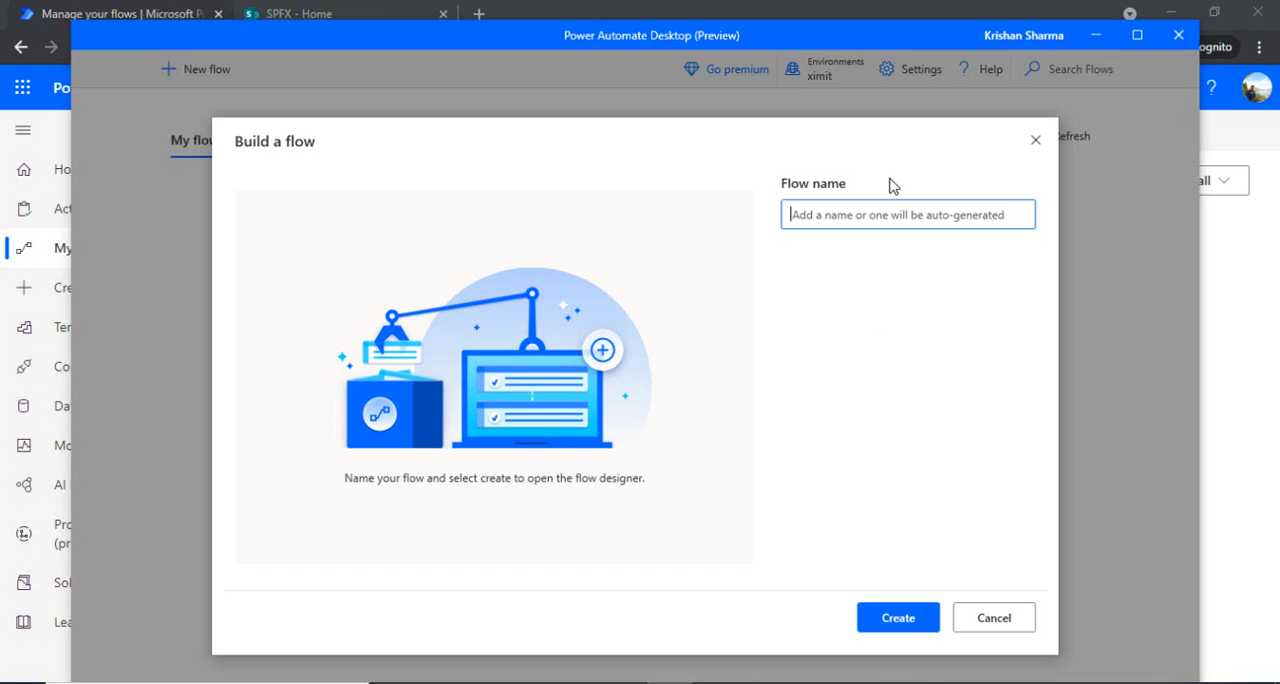 Manage your flows | Microsoft P
SPFX - Home
Power Automate Desktop (Preview)
Krishan Sharma
ognito
Po
New flow
Go premium
Environments
ximit
Settings
? Help
Search Flows
?
My flow
efresh
Build a flow
Flow name
Add a name or one will be auto-generated
all
Name your flow and select create to open the flow designer.
Create
Cancel
Ho
Act
My
Cre
Ter
Co
Da
Mo
AI
Pro
(pr
Sol
Lea